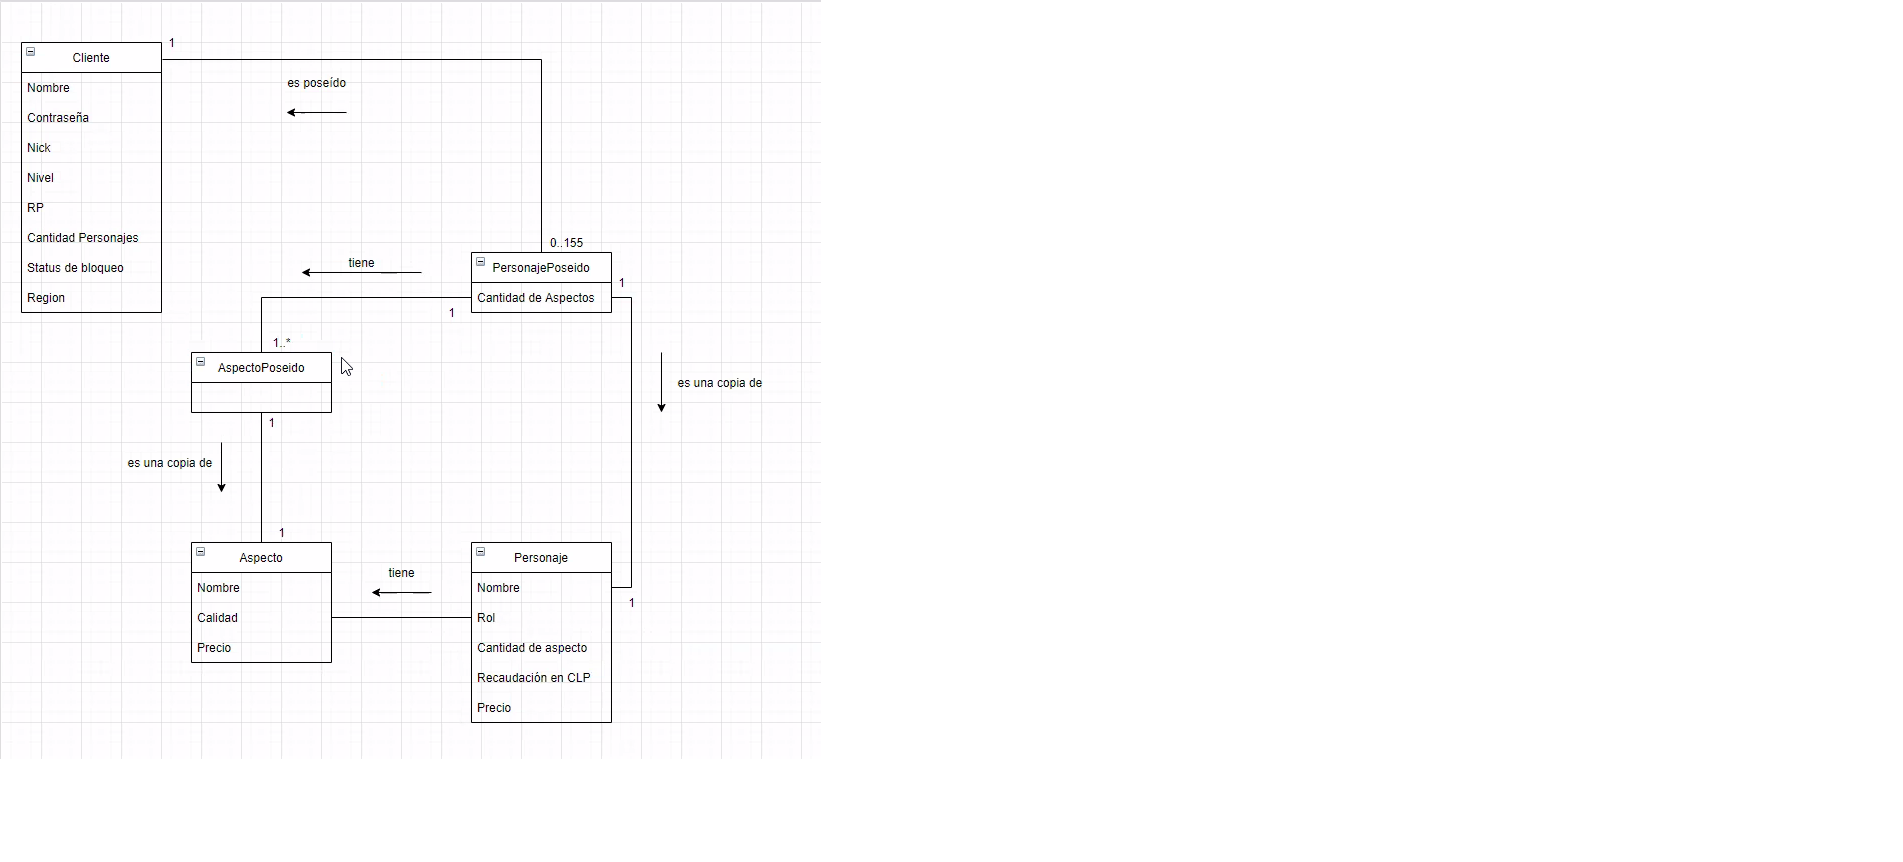 1
Cliente
Nombre
Contraseña
Nick
Nivel
RP
Cantidad Personajes
Status de bloqueo
Region
es poseído
0..155
PersonajePoseido
Cantidad de Aspectos
tiene
1
1
1..*
AspectoPoseido
1
es una copia de
es una copia de
1
Aspecto
Nombre
Calidad
Precio
tiene
Personaje
Nombre
Rol
Cantidad de aspecto
Recaudación en CLP
Precio
1